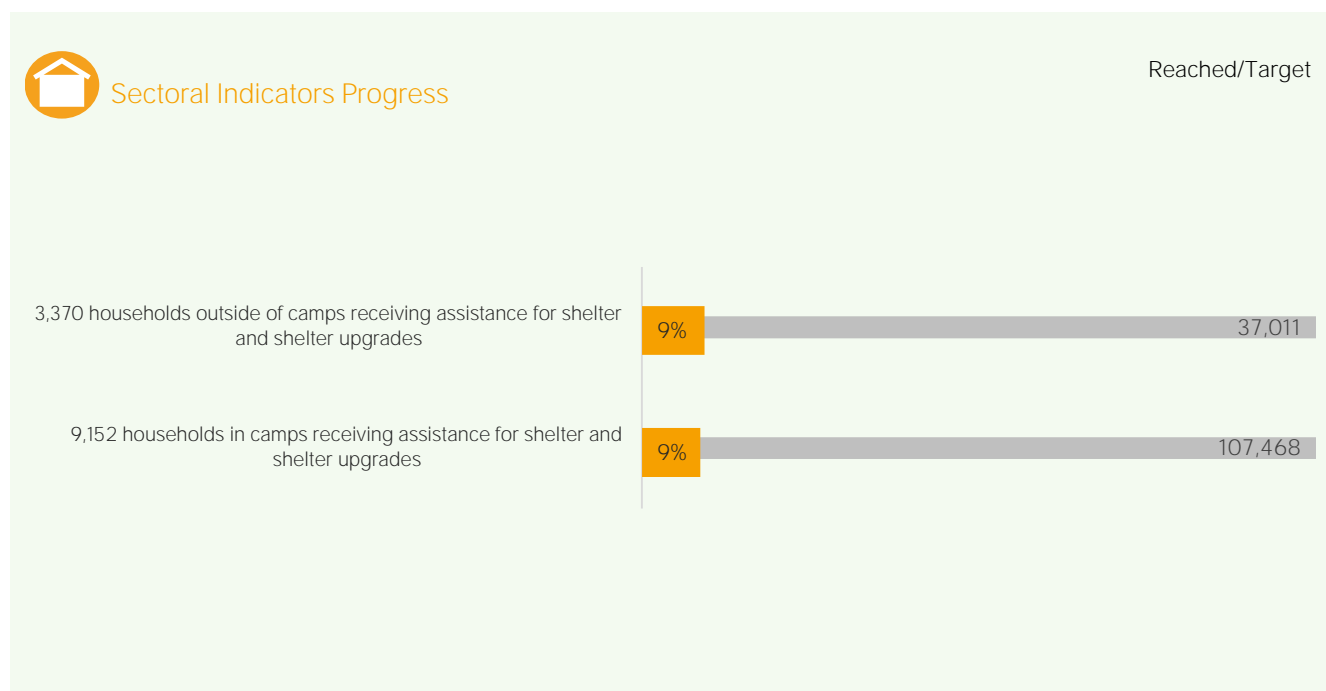 Sectoral Indicators Progress
Reached/Target
3,370 households outside of camps receiving assistance for shelter
and shelter upgrades
9%
37,011
9,152 households in camps receiving assistance for shelter and
shelter upgrades
9%
107,468